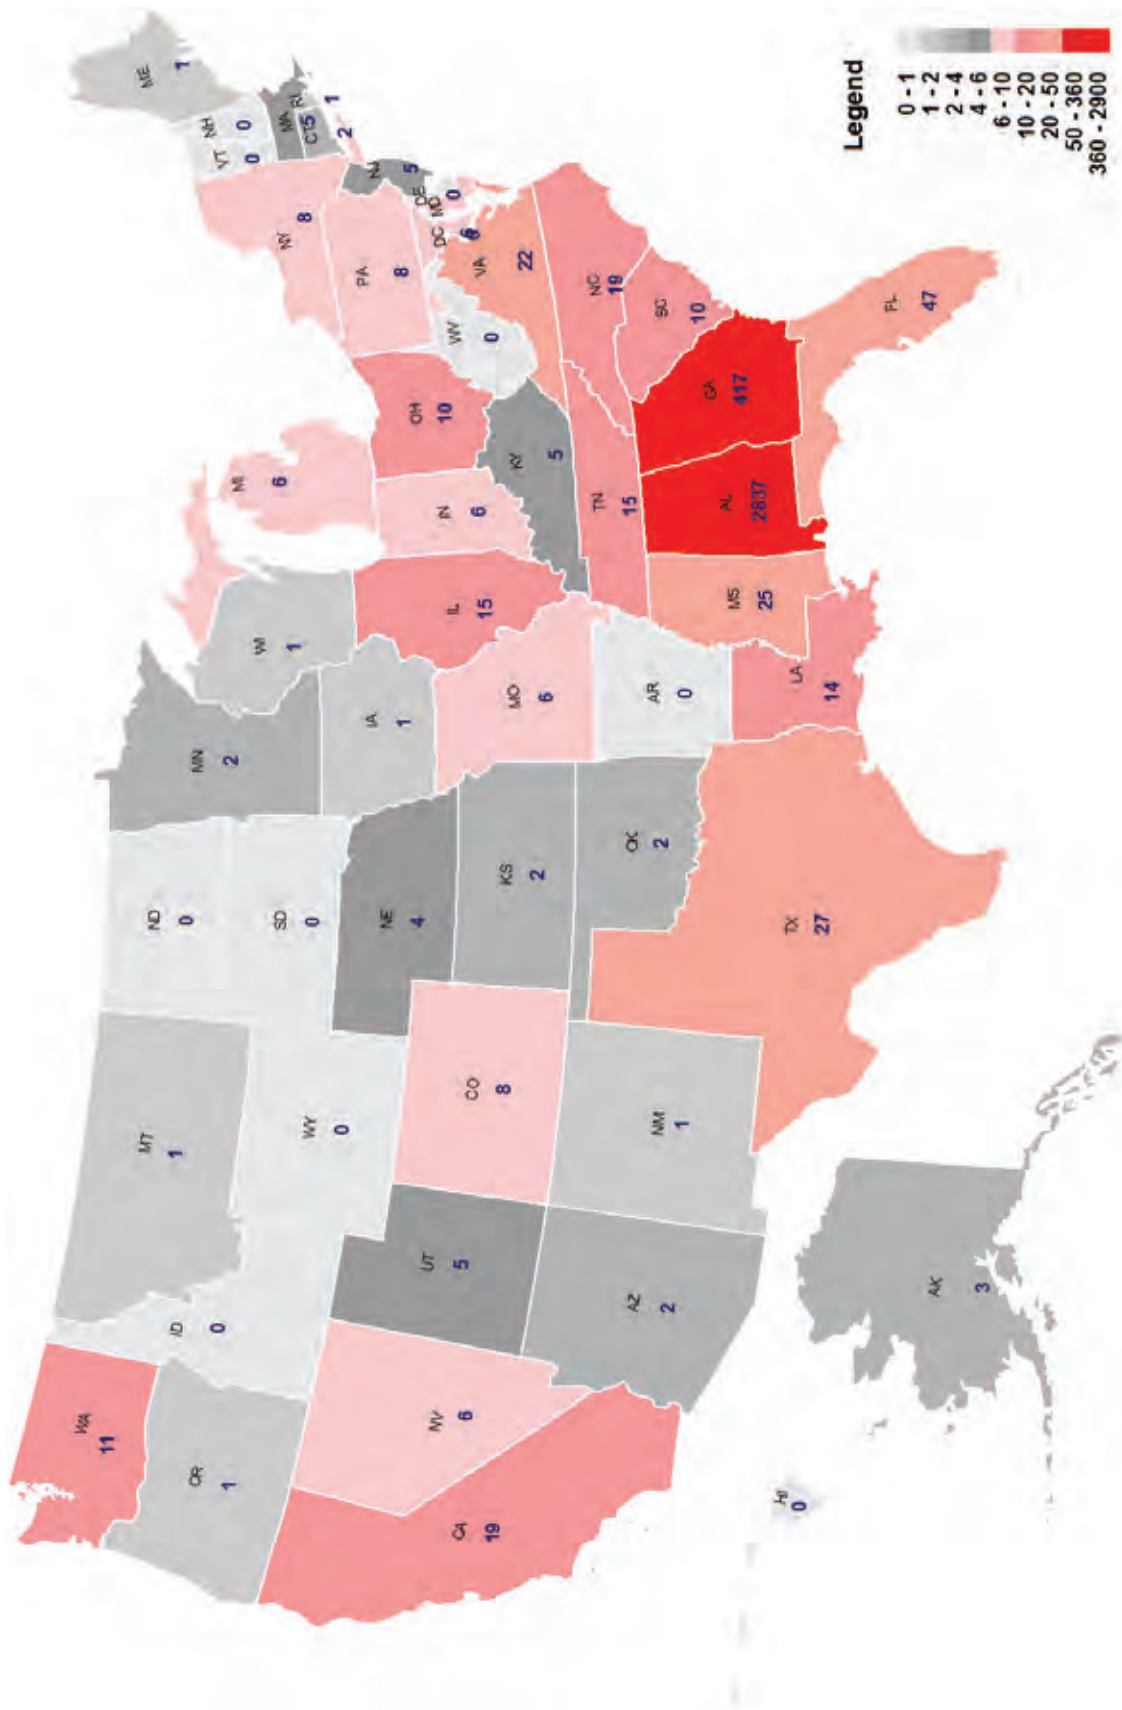 WA
11
MT
1
ME
1
ND
0
OR
1
ID
0
MN
2
VT
0
NH
0
WI
1
MI
6
NY
8
SD
0
WY
0
MA
5
CT
2
RI
1
IA
1
PA
8
NJ
5
NE
4
OH
10
IN
6
IL
15
NV
6
UT
5
CO
8
CA
19
DE
0
MD
DC
6
WV
0
VA
22
KS
2
MO
6
KY
5
NC
19
TN
15
AZ
2
NM
1
OK
2
AR
0
SC
10
GA
417
AL
2837
MS
25
LA
14
TX
27
HI
0
FL
47
AK
3
Legend
0 - 1
1 - 2
2 - 4
4 - 6
6 - 10
10 - 20
20 - 50
50 - 360
360 - 2900